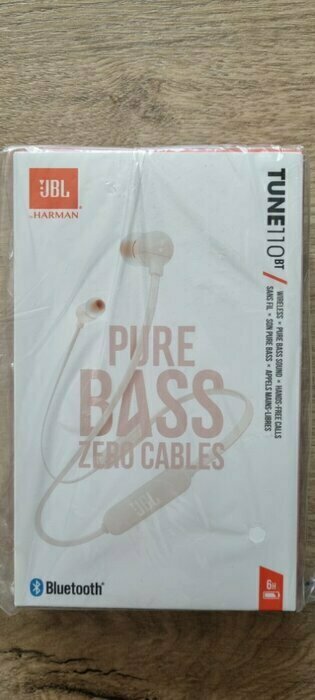 JBL
by HARMAN
TUNE110BT
WIRELESS × PURE BASS SOUND × HANDS-FREE CALLS
SANS FIL × SON PURE BASS × APPELS MAINS-LIBRES
PURE
BASS
ZERO CABLES
JBL
Bluetooth®
6H